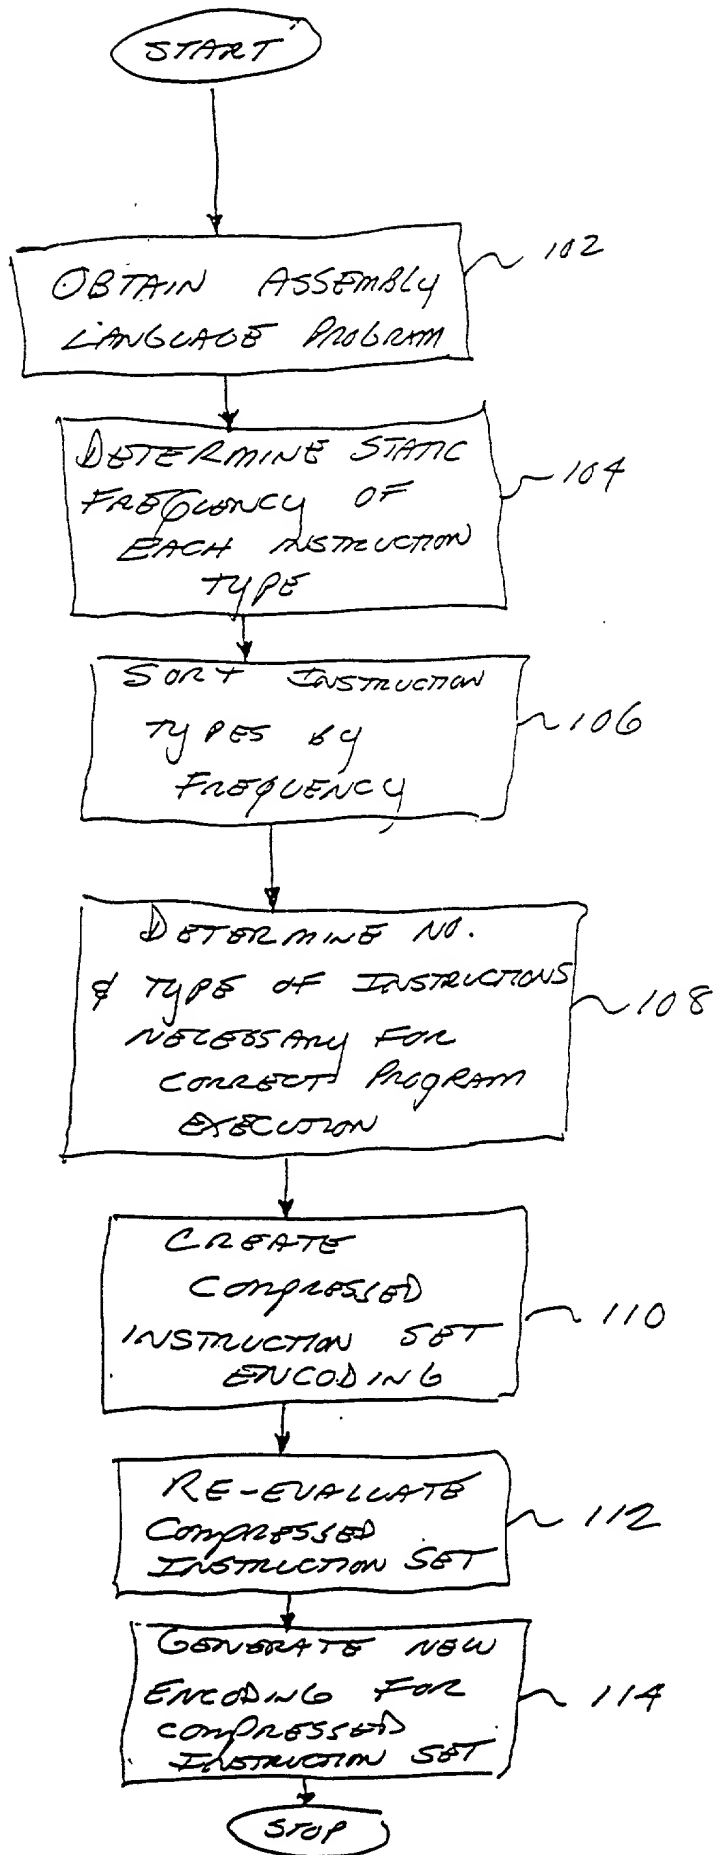 START
OBTAIN ASSEMBLY
LANGUAGE PROGRAM
102
DETERMINE STATIC
FREQUENCY OF
EACH INSTRUCTION
TYPE
104
SORT INSTRUCTION
TYPES BY
FREQUENCY
106
DETERMINE NO.
& TYPE OF INSTRUCTIONS
NECESSARY FOR
CORRECT PROGRAM
EXECUTION
108
CREATE
COMPRESSED
INSTRUCTION SET
ENCODING
110
RE-EVALUATE
COMPRESSED
INSTRUCTION SET
112
GENERATE NEW
ENCODING FOR
COMPRESSED
INSTRUCTION SET
114
STOP